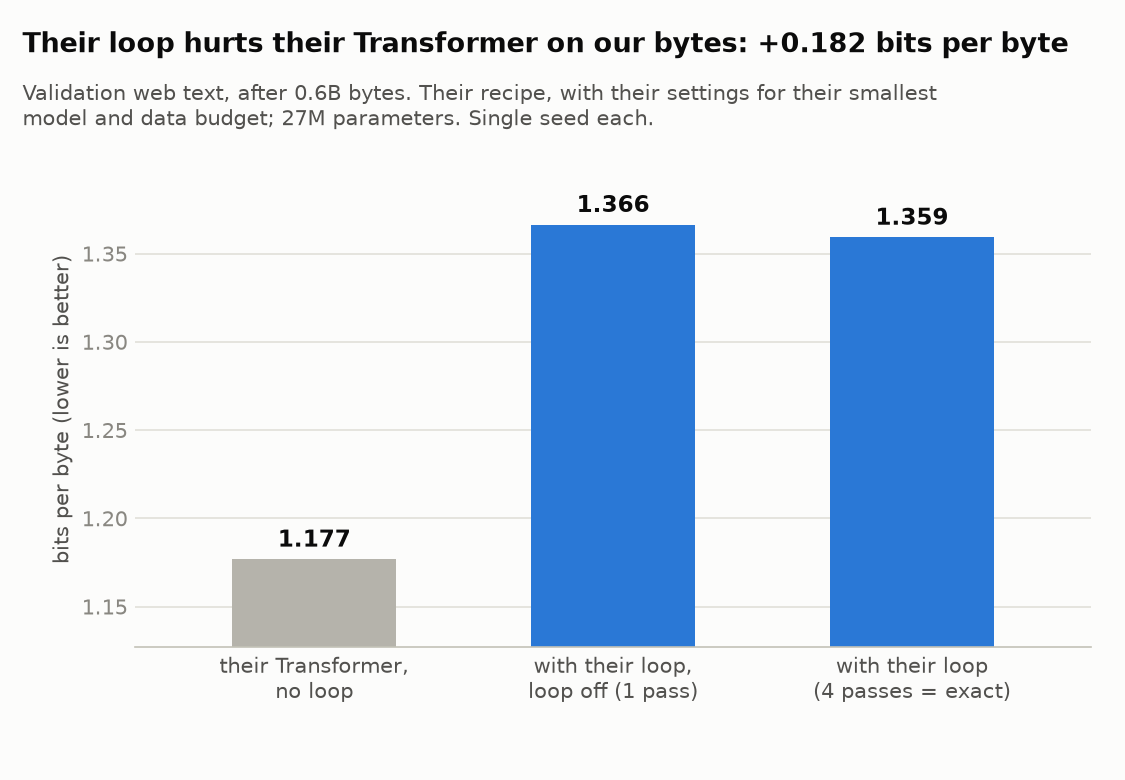 Their loop hurts their Transformer on our bytes: +0.182 bits per byte
Validation web text, after 0.6B bytes. Their recipe, with their settings for their smallest
model and data budget; 27M parameters. Single seed each.
bits per byte (lower is better)
1.35
1.30
1.25
1.20
1.15
1.177
1.366
1.359
their Transformer,
no loop
with their loop,
loop off (1 pass)
with their loop
(4 passes = exact)